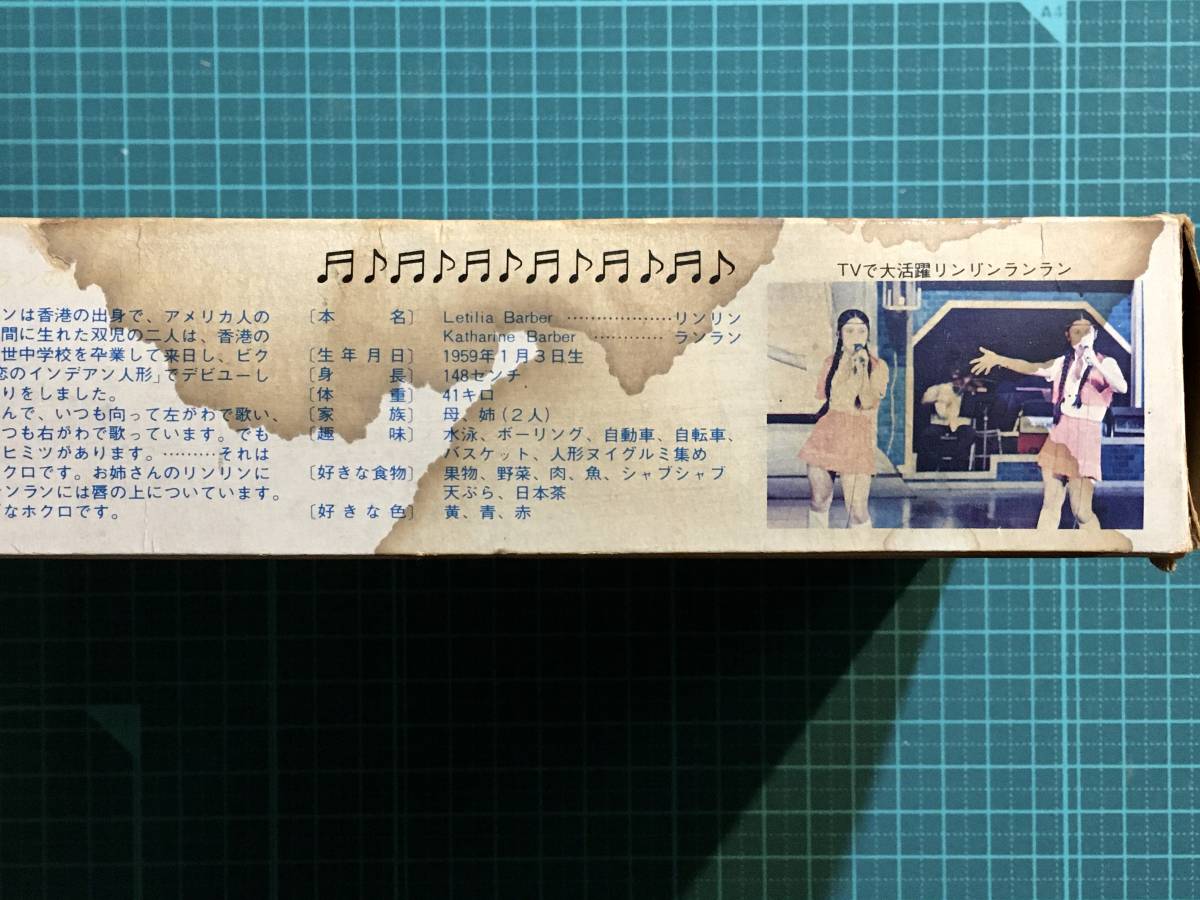 A4
ンは香港の出身で、アメリカ人の
間に生れた双児の二人は、香港の
世中学校を卒業して来日し、ビク
恋のインデアン人形」でデビューし
りをしました。
んで、いつも向って左がわで歌い、
つも右がわで歌っています。でも
ヒミツがあります。………それは
クロです。お姉さんのリンリンに
ンランには唇の上についています。
なホクロです。
〔本名〕 Letilia Barber ………………リンリン
Katharine Barber ………… ランラン
〔生年月日〕 1959年1月3日生
〔身長〕 148センチ
〔体重〕 41キロ
〔家族〕 母、姉(2人)
〔趣味〕 水泳、ボーリング、自動車、自転車、
バスケット、人形ヌイグルミ集め
〔好きな食物〕 果物、野菜、肉、魚、シャブシャブ
天ぷら、日本茶
〔好きな色〕 黄、青、赤
TVで大活躍リンリンランラン